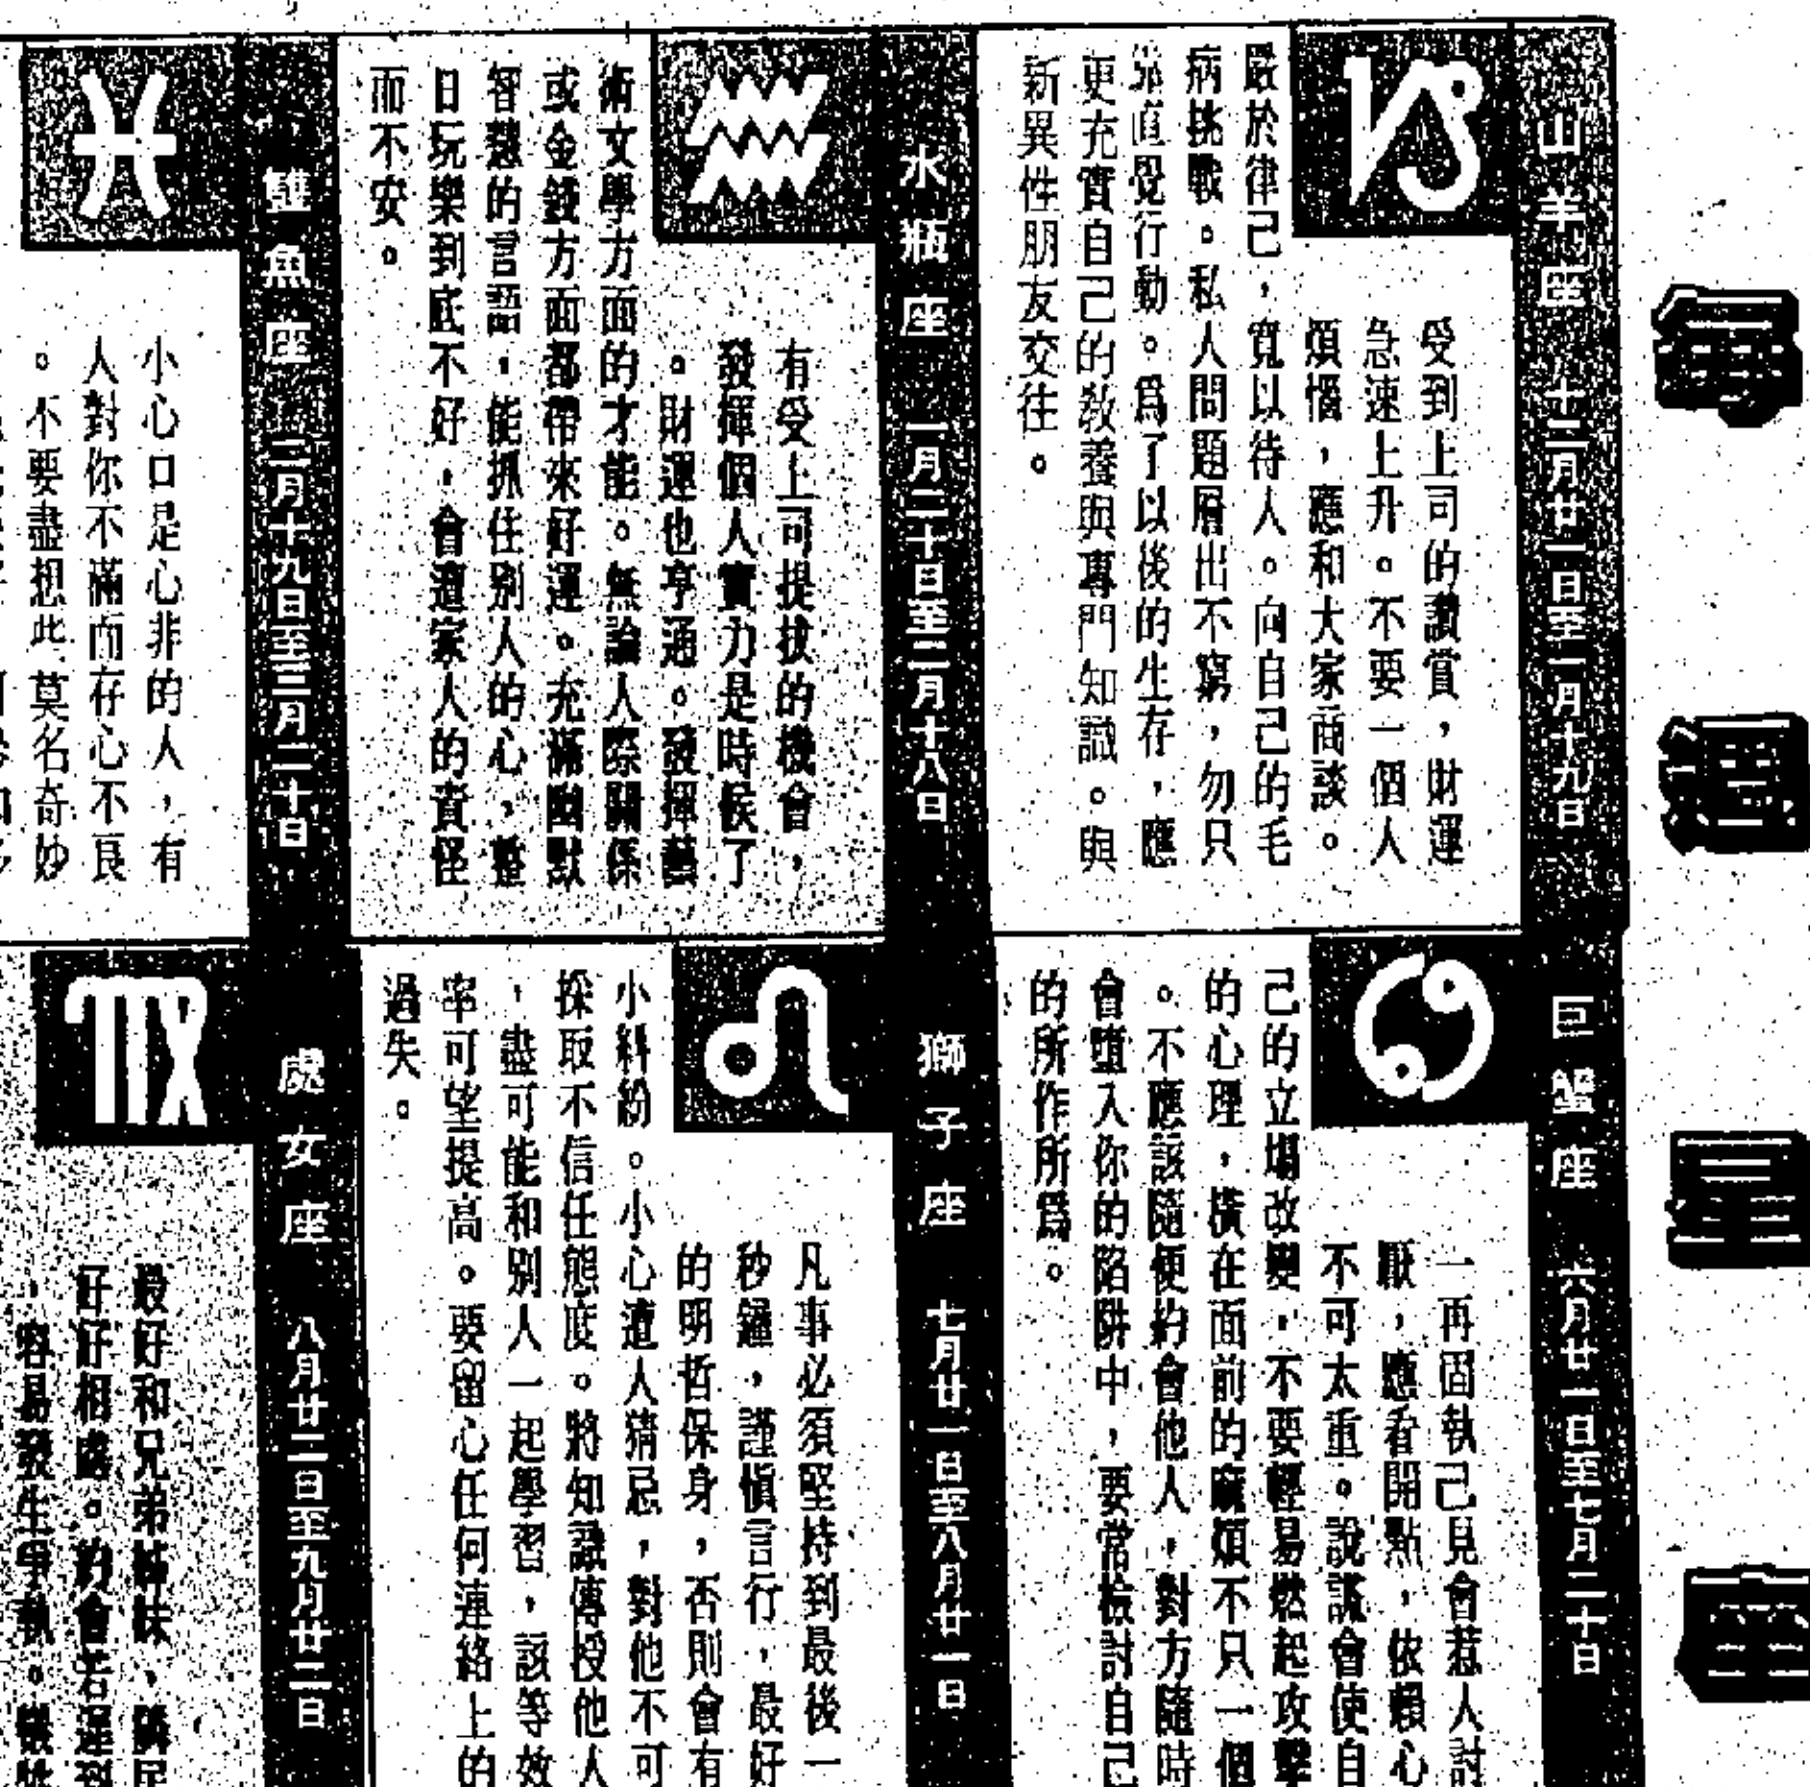 每週星座
山羊座 十二月廿一日至一月十九日
受到上司的讚賞，財運
急速上升。不要一個人
煩惱，應和大家商談。
嚴於律己，寬以待人。向自己的毛
病挑戰。私人問題層出不窮，勿只
靠直覺行動。爲了以後的生存，應
更充實自己的教養與專門知識。與
新異性朋友交往。
水瓶座 一月二十日至二月十八日
有受上司提拔的機會，
發揮個人實力是時候了
。財運也亨通。發揮藝
術文學方面的才能。無論人際關係
或金錢方面都帶來好運。充滿幽默
智慧的言語，能抓住別人的心，整
日玩樂到底不好，會遭家人的責怪
而不安。
雙魚座 二月十九日至三月二十日
小心口是心非的人，有
人對你不滿而存心不良
。不要盡想此莫名奇妙
巨蟹座 六月廿一日至七月二十日
一再固執己見會惹人討
厭，應看開點，依賴心
不可太重。說謊會使自
己的立場改變，不要輕易燃起攻擊
的心理，橫在面前的麻煩不只一個
。不應該隨便約會他人，對方隨時
會墮入你的陷阱中，要常檢討自己
的所作所爲。
獅子座 七月廿一日至八月廿一日
凡事必須堅持到最後一
秒鐘，謹慎言行，最好
的明哲保身，否則會有
小糾紛。小心遭人猜忌，對他不可
採取不信任態度。將知識傳授他人
，盡可能和別人一起學習，該等效
率可望提高。要留心任何連絡上的
過失。
處女座 八月廿二日至九月廿二日
最好和兄弟姊妹、鄰居
好好相處。約會若遲到
，容易發生爭執。